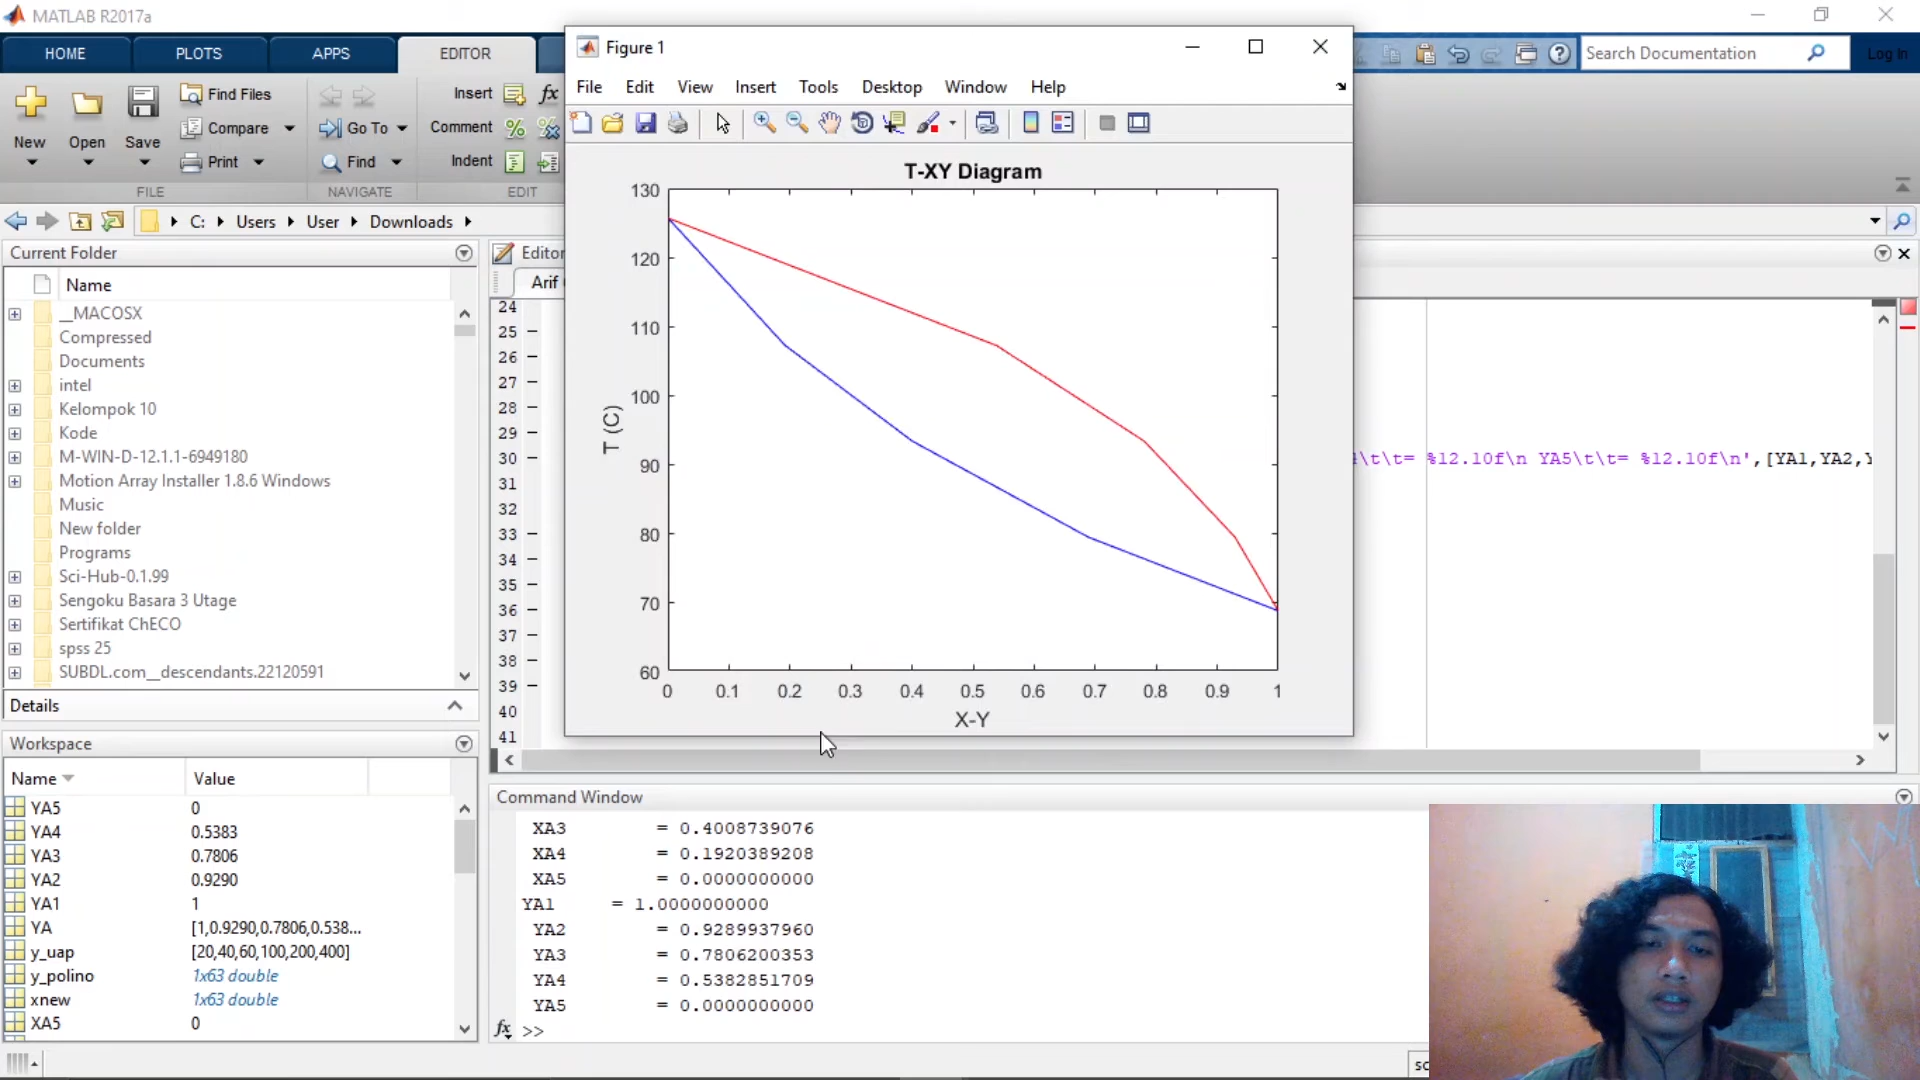 MATLAB R2017a
HOME
PLOTS
APPS
EDITOR
Search Documentation
Log In
New
Open
Save
Find Files
Compare
Print
FILE
Go To
Find
NAVIGATE
Insert
fx
Comment
Indent
EDIT
C:
Users
User
Downloads
Current Folder
Name
__MACOSX
Compressed
Documents
intel
Kelompok 10
Kode
M-WIN-D-12.1.1-6949180
Motion Array Installer 1.8.6 Windows
Music
New folder
Programs
Sci-Hub-0.1.99
Sengoku Basara 3 Utage
Sertifikat ChECO
spss 25
SUBDL.com__descendants.22120591
Details
Workspace
Name
Value
YA5 0
YA4 0.5383
YA3 0.7806
YA2 0.9290
YA1 1
YA [1,0.9290,0.7806,0.538...
y_uap [20,40,60,100,200,400]
y_polino 1x63 double
xnew 1x63 double
XA5 0
Editor
Arif
24
25
26
27
28
29
30
31
32
33
34
35
36
37
38
39
40
41
\t\t= %12.10f\n YA5\t\t= %12.10f\n',[YA1,YA2,Y
Figure 1
File Edit View Insert Tools Desktop Window Help
T-XY Diagram
130
120
110
100
90
80
70
60
T (C)
0 0.1 0.2 0.3 0.4 0.5 0.6 0.7 0.8 0.9 1
X-Y
Command Window
XA3 = 0.4008739076
XA4 = 0.1920389208
XA5 = 0.0000000000
YA1 = 1.0000000000
YA2 = 0.9289937960
YA3 = 0.7806200353
YA4 = 0.5382851709
YA5 = 0.0000000000
fx >>